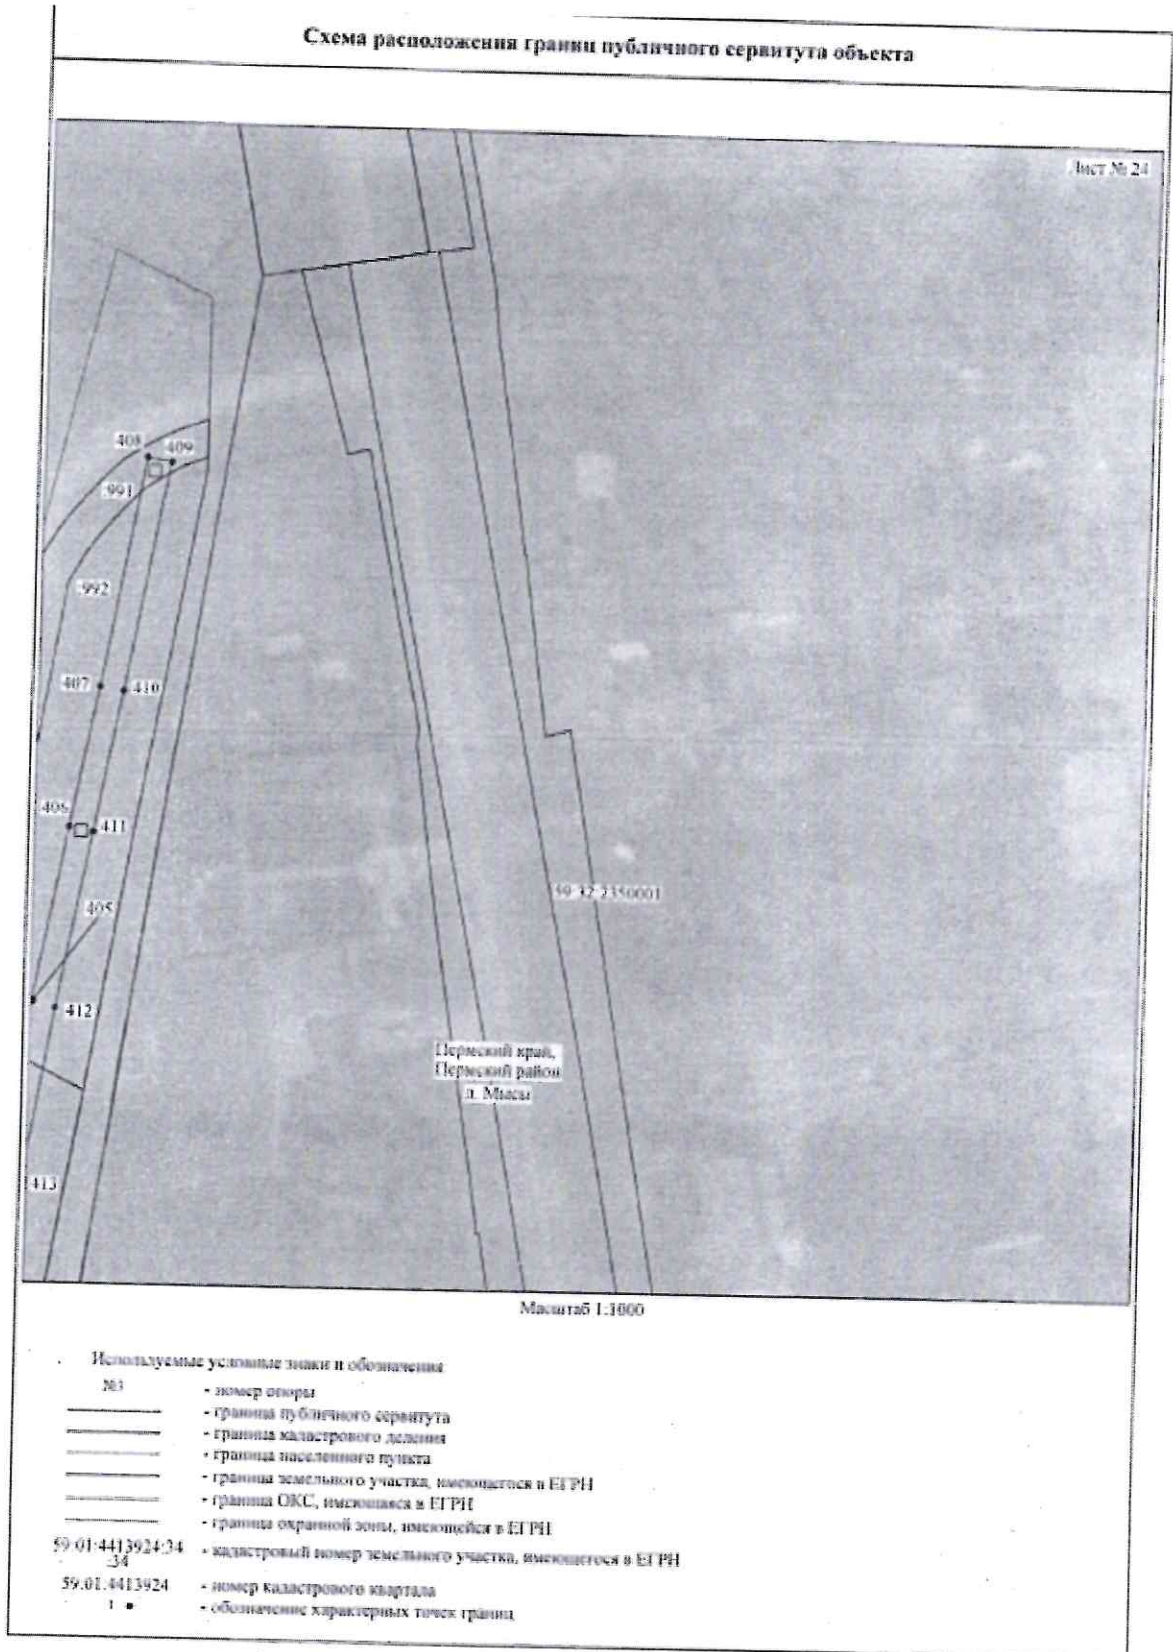 Схема расположения границ публичного сервитута объекта
Лист № 24
408
409
:991
:992
407
410
406
411
405
59:32:2350001
412
Пермский край,
Пермский район
д. Мысы
413
Масштаб 1:1000
Используемые условные знаки и обозначения
№1 - номер опоры
- граница публичного сервитута
- граница кадастрового деления
- граница населенного пункта
- граница земельного участка, имеющегося в ЕГРН
- граница ОКС, имеющаяся в ЕГРН
- граница охранной зоны, имеющейся в ЕГРН
59:01:4413924:34 - кадастровый номер земельного участка, имеющегося в ЕГРН
:34
59:01:4413924 - номер кадастрового квартала
1 ● - обозначение характерных точек границ